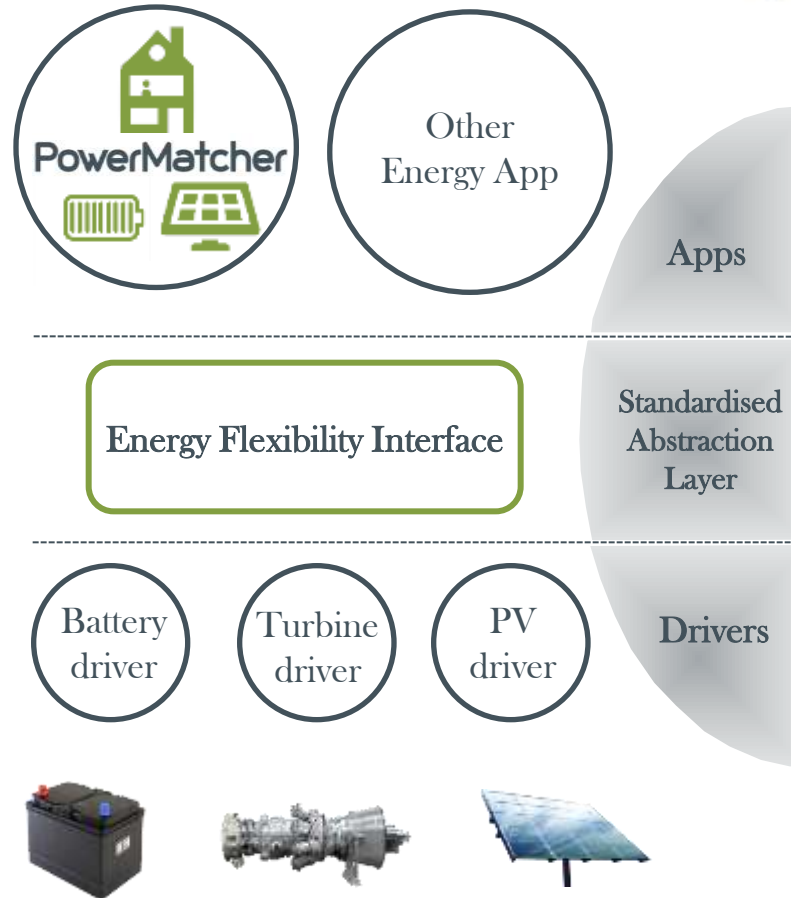 PowerMatcher
Other
Energy App
Apps
Energy Flexibility Interface
Standardised
Abstraction
Layer
Battery
driver
Turbine
driver
PV
driver
Drivers